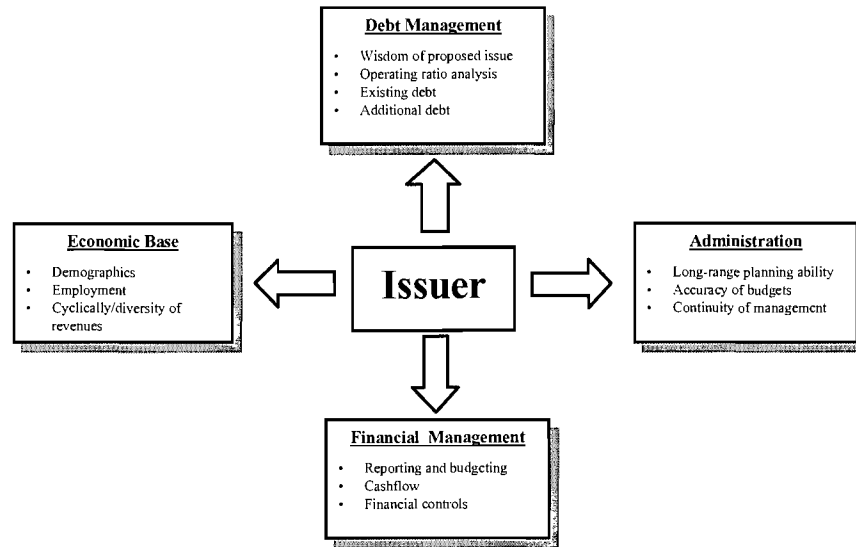 Debt Management
• Wisdom of proposed issue
• Operating ratio analysis
• Existing debt
• Additional debt
Economic Base
• Demographics
• Employment
• Cyclically/diversity of
revenues
Issuer
Administration
• Long-range planning ability
• Accuracy of budgets
• Continuity of management
Financial Management
• Reporting and budgeting
• Cashflow
• Financial controls